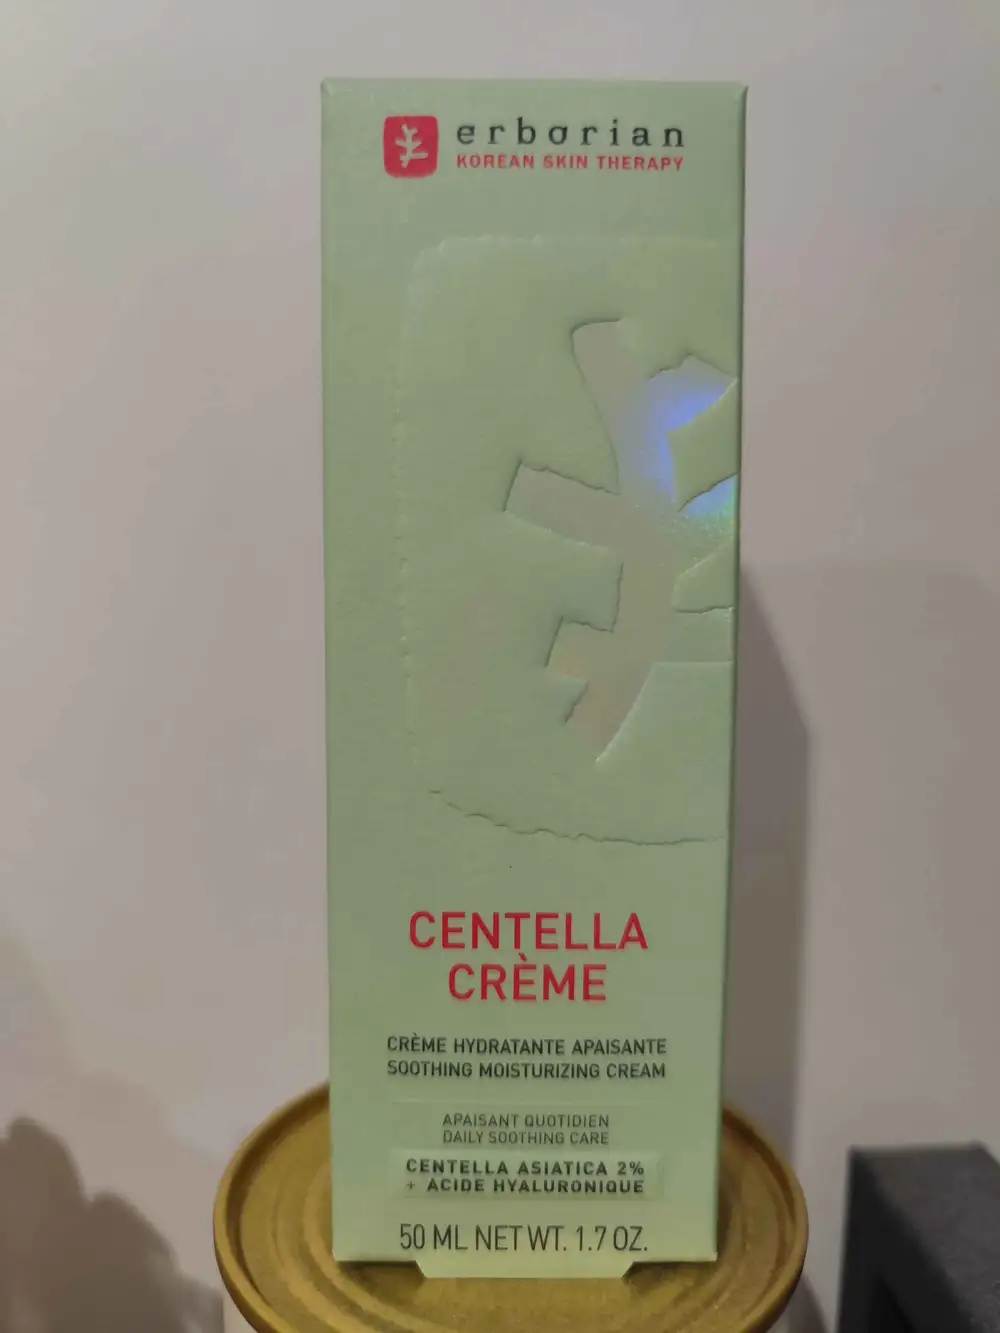 erborian
KOREAN SKIN THERAPY
CENTELLA
CRÈME
CRÈME HYDRATANTE APAISANTE
SOOTHING MOISTURIZING CREAM
APAISANT QUOTIDIEN
DAILY SOOTHING CARE
CENTELLA ASIATICA 2%
+ ACIDE HYALURONIQUE
50 ML NET WT. 1.7 OZ.